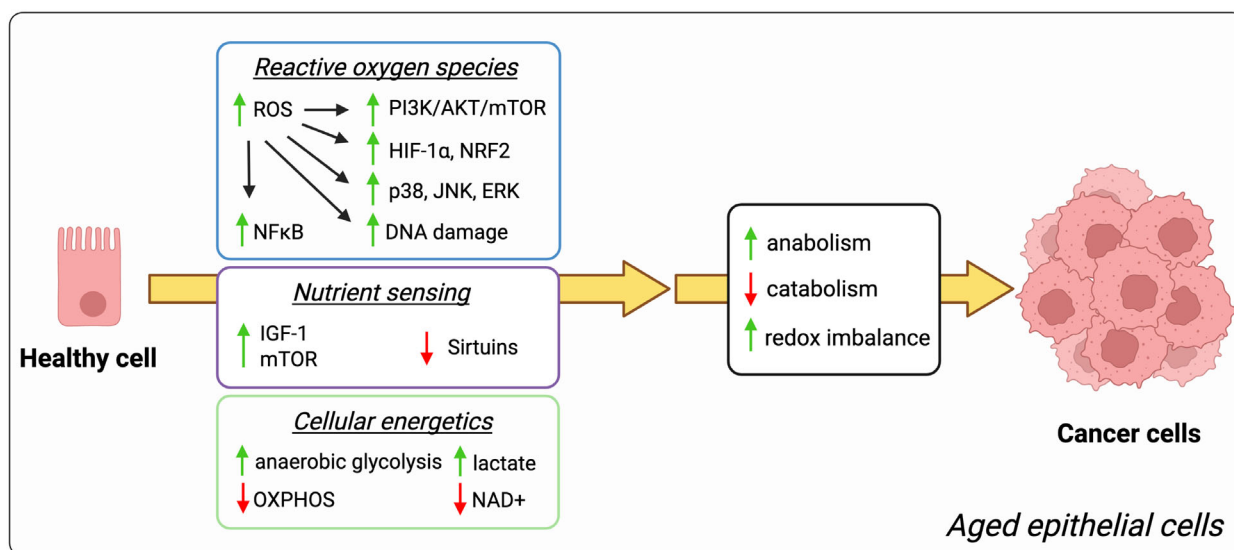 Reactive oxygen species
ROS
PI3K/AKT/mTOR
HIF-1α, NRF2
p38, JNK, ERK
NFκB
DNA damage
Healthy cell
Nutrient sensing
IGF-1
mTOR
Sirtuins
Cellular energetics
anaerobic glycolysis
lactate
OXPHOS
NAD+
anabolism
catabolism
redox imbalance
Cancer cells
Aged epithelial cells